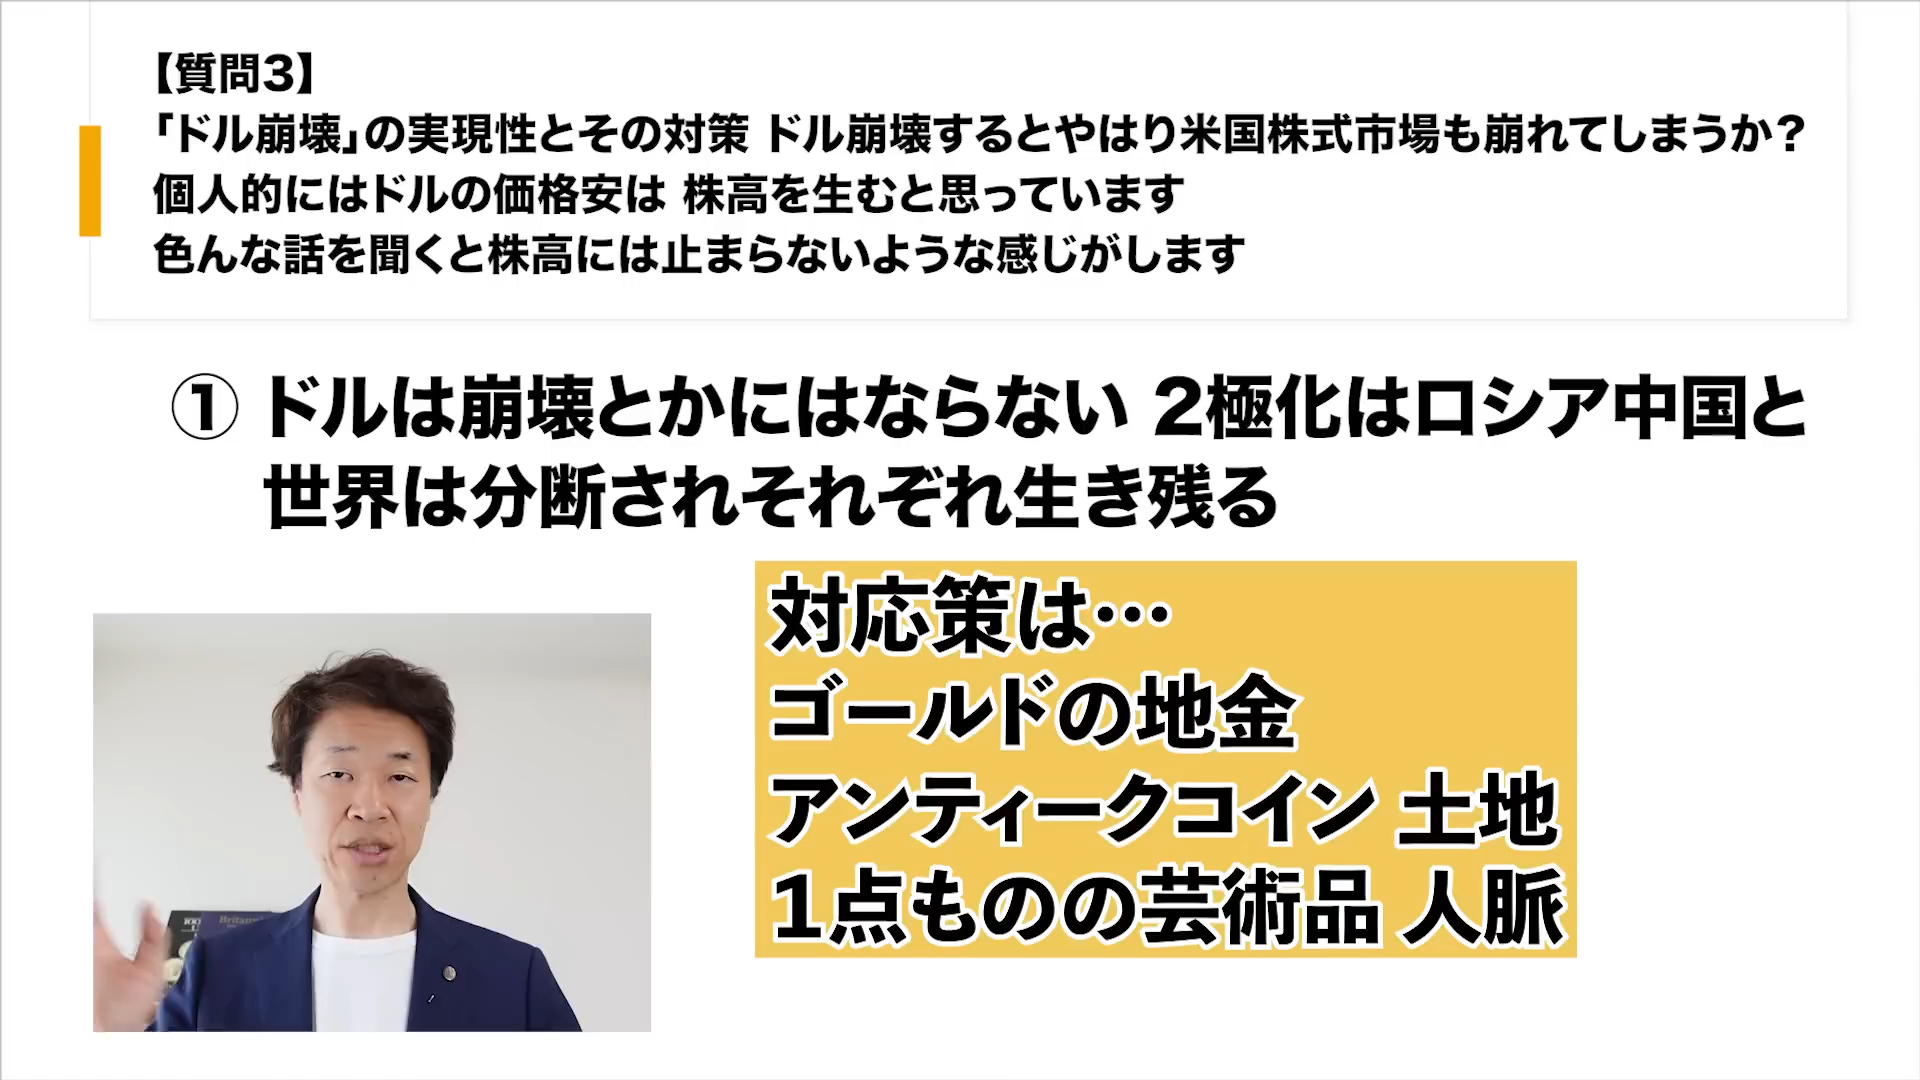 【質問3】
「ドル崩壊」の実現性とその対策 ドル崩壊するとやはり米国株式市場も崩れてしまうか?
個人的にはドルの価格安は 株高を生むと思っています
色んな話を聞くと株高には止まらないような感じがします
① ドルは崩壊とかにはならない 2極化はロシア中国と
世界は分断されそれぞれ生き残る
対応策は…
ゴールドの地金
アンティークコイン 土地
1点ものの芸術品 人脈